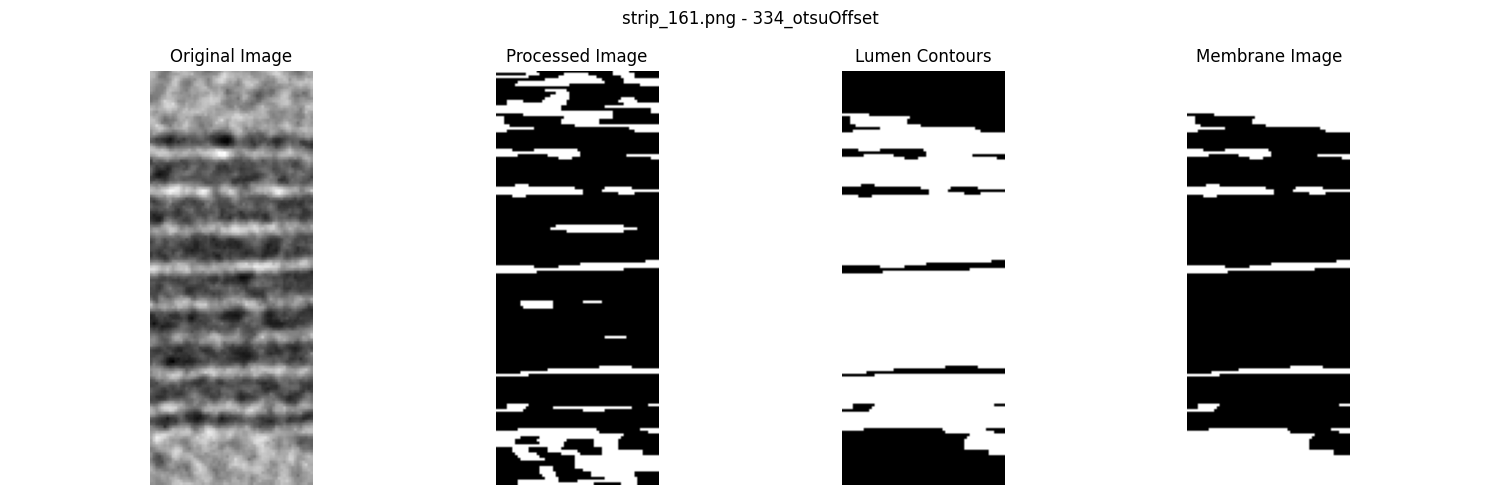 strip_161.png - 334_otsuOffset
Original Image
Processed Image
Lumen Contours
Membrane Image